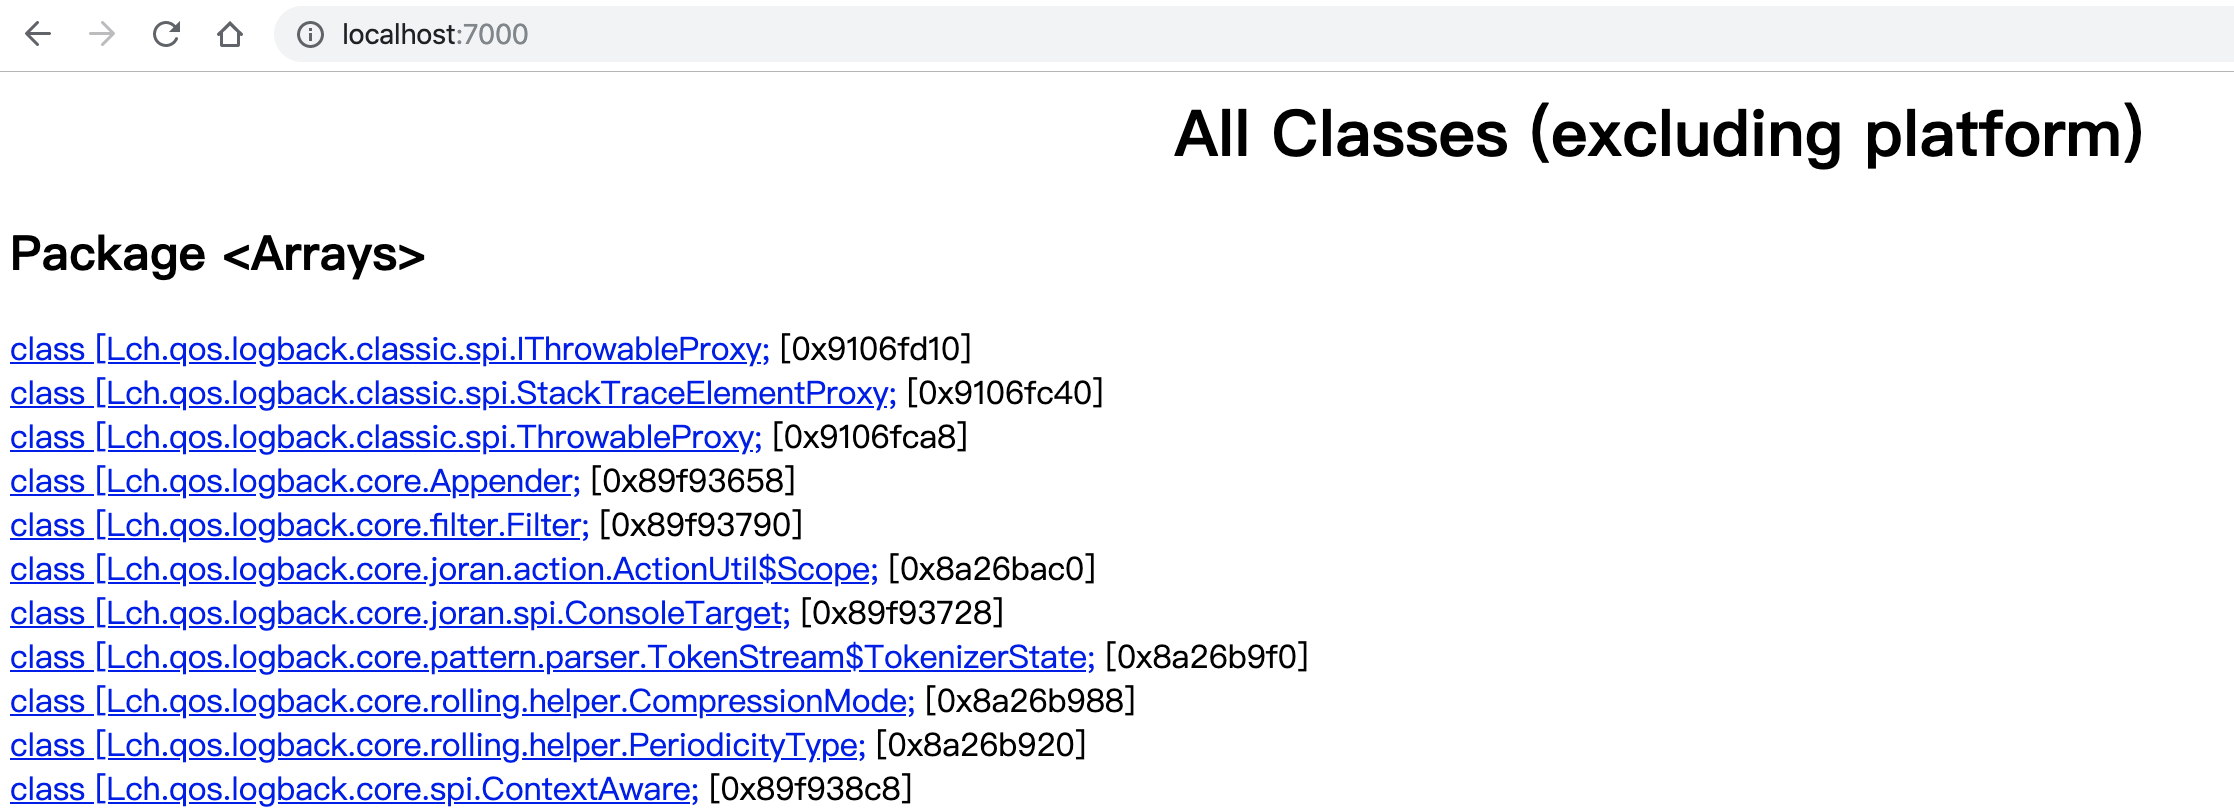 localhost:7000
All Classes (excluding platform)
Package <Arrays>
class [Lch.qos.logback.classic.spi.IThrowableProxy; [0x9106fd10]
class [Lch.qos.logback.classic.spi.StackTraceElementProxy; [0x9106fc40]
class [Lch.qos.logback.classic.spi.ThrowableProxy; [0x9106fca8]
class [Lch.qos.logback.core.Appender; [0x89f93658]
class [Lch.qos.logback.core.filter.Filter; [0x89f93790]
class [Lch.qos.logback.core.joran.action.ActionUtil$Scope; [0x8a26bac0]
class [Lch.qos.logback.core.joran.spi.ConsoleTarget; [0x89f93728]
class [Lch.qos.logback.core.pattern.parser.TokenStream$TokenizerState; [0x8a26b9f0]
class [Lch.qos.logback.core.rolling.helper.CompressionMode; [0x8a26b988]
class [Lch.qos.logback.core.rolling.helper.PeriodicityType; [0x8a26b920]
class [Lch.qos.logback.core.spi.ContextAware; [0x89f938c8]